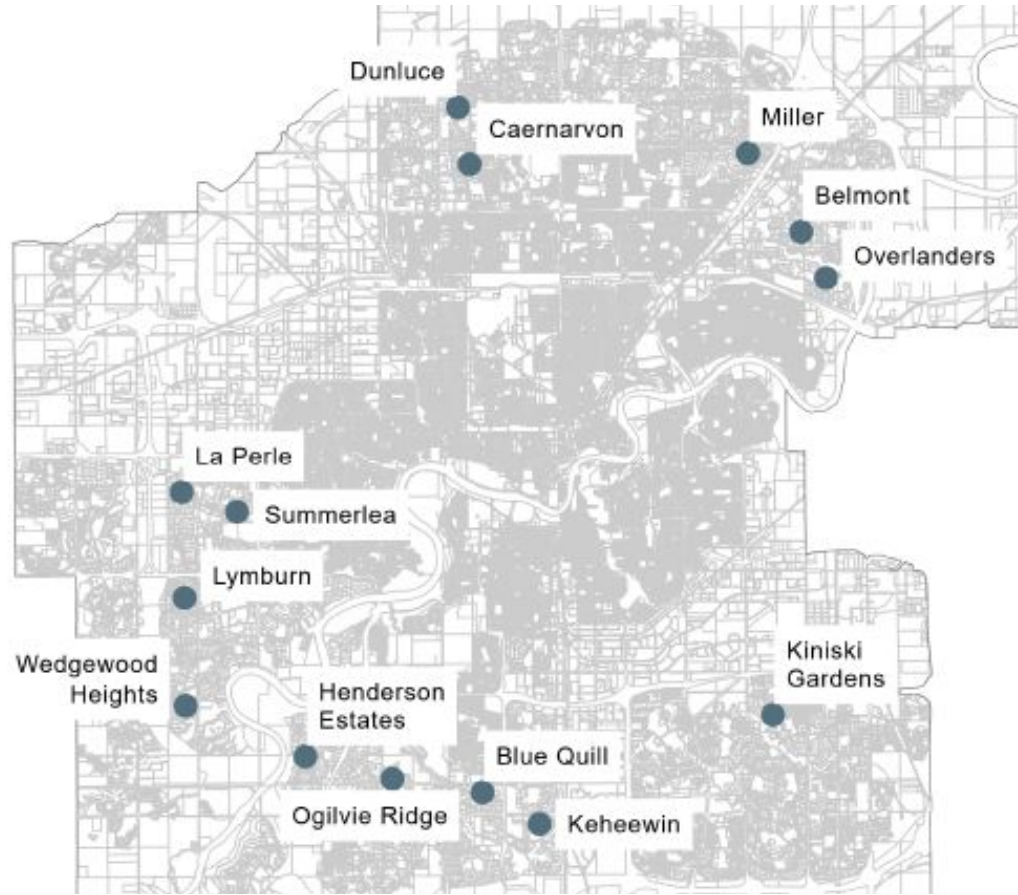 Dunluce
Caernarvon
Miller
Belmont
Overlanders
La Perle
Summerlea
Lymburn
Wedgewood
Heights
Henderson
Estates
Kiniski
Gardens
Blue Quill
Ogilvie Ridge
Keheewin